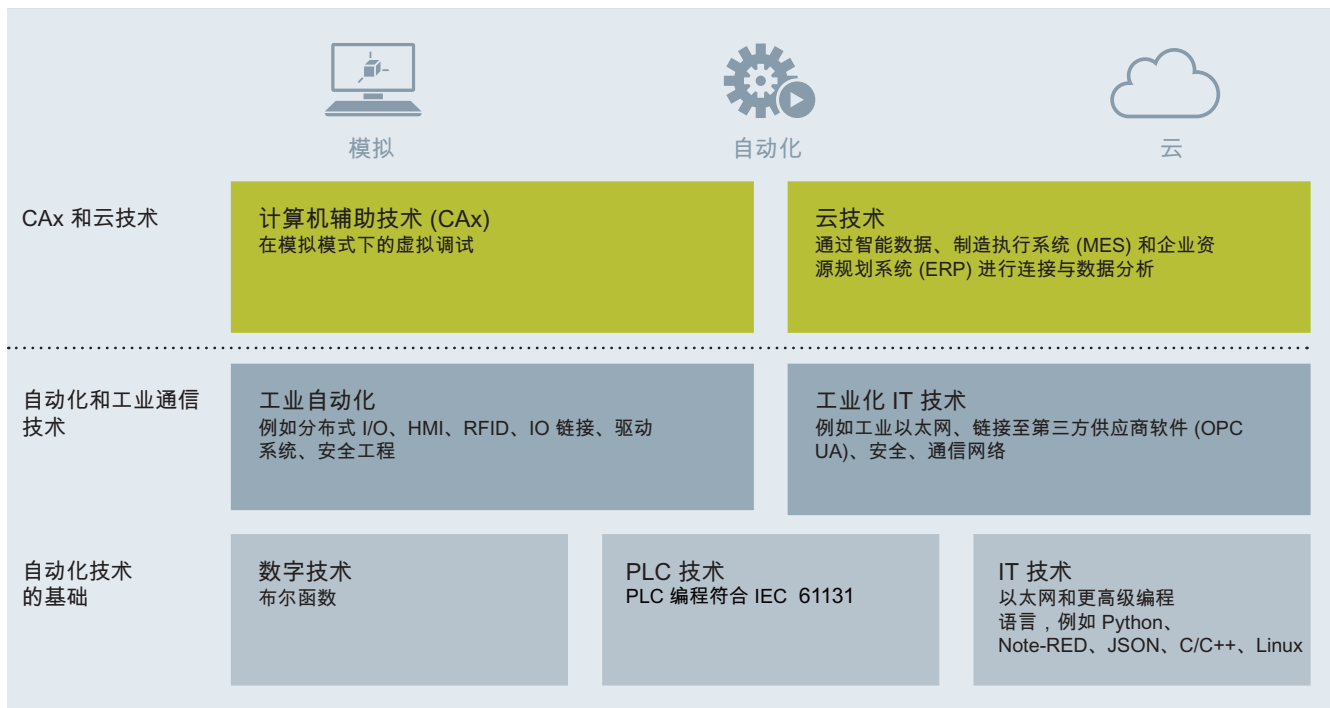 模拟
自动化
云
CAx 和云技术
计算机辅助技术 (CAx)
在模拟模式下的虚拟调试
云技术
通过智能数据、制造执行系统 (MES) 和企业资
源规划系统 (ERP) 进行连接与数据分析
自动化和工业通信
技术
工业自动化
例如分布式 I/O、HMI、RFID、IO 链接、驱动
系统、安全工程
工业化 IT 技术
例如工业以太网、链接至第三方供应商软件 (OPC
UA)、安全、通信网络
自动化技术
的基础
数字技术
布尔函数
PLC 技术
PLC 编程符合 IEC 61131
IT 技术
以太网和更高级编程
语言，例如 Python、
Note-RED、JSON、C/C++、Linux